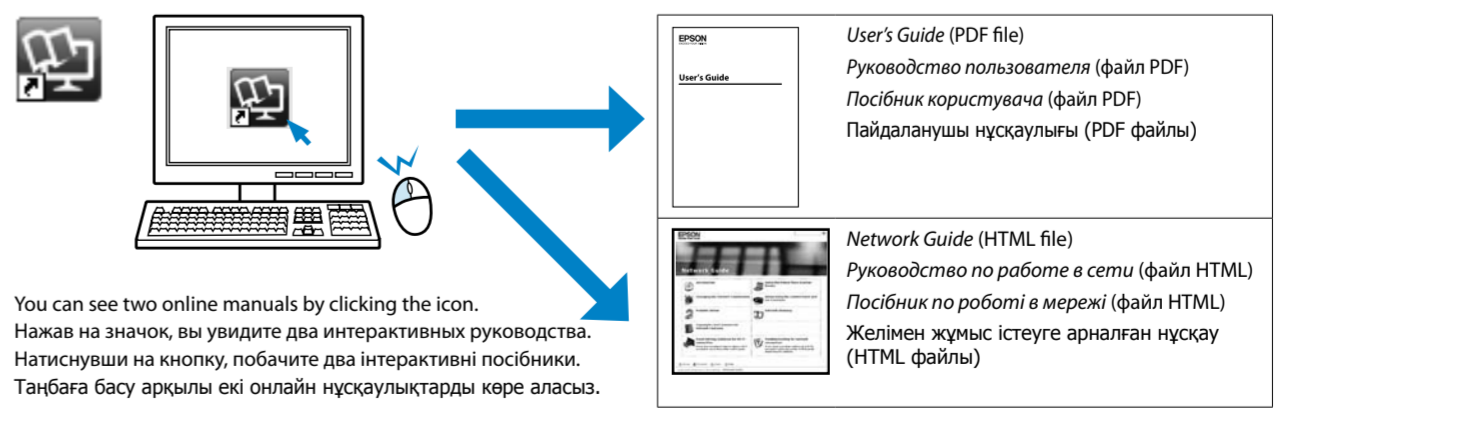 EPSON
User's Guide
User's Guide (PDF file)
Руководство пользователя (файл PDF)
Посібник користувача (файл PDF)
Пайдаланушы нұсқаулығы (PDF файлы)
EPSON
Network Guide
Network Guide (HTML file)
Руководство по работе в сети (файл HTML)
Посібник по роботі в мережі (файл HTML)
Желімен жұмыс істеуге арналған нұсқау
(HTML файлы)
You can see two online manuals by clicking the icon.
Нажав на значок, вы увидите два интерактивных руководства.
Натиснувши на кнопку, побачите два інтерактивні посібники.
Таңбаға басу арқылы екі онлайн нұсқаулықтарды көре аласыз.